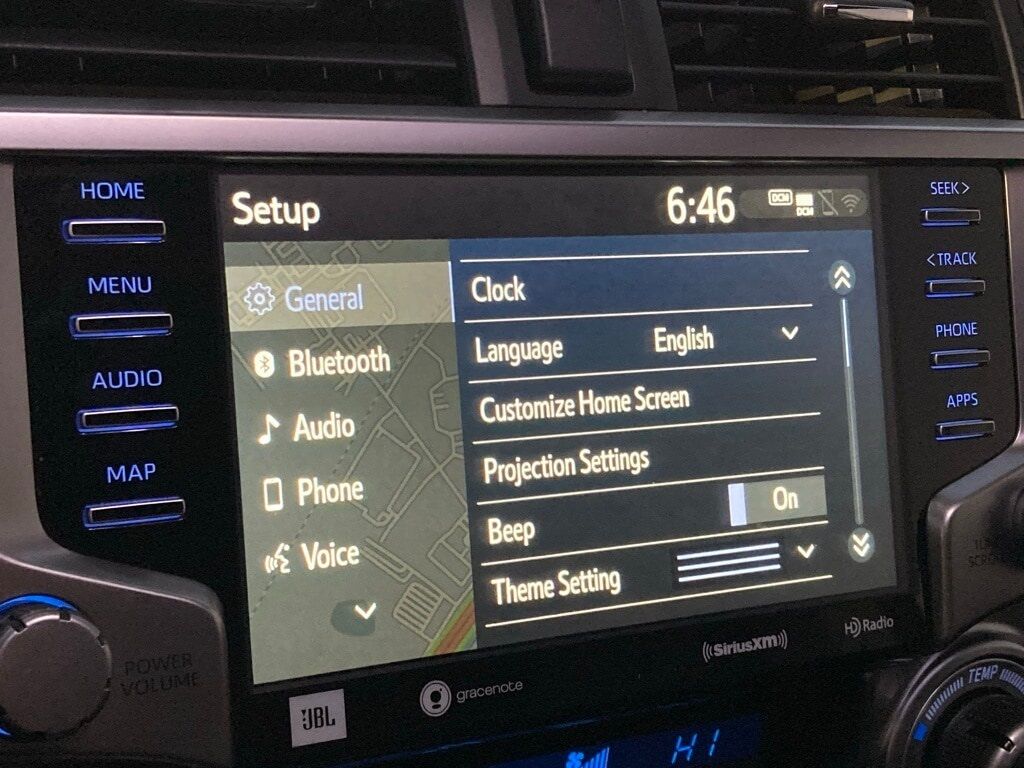 HOME
MENU
AUDIO
MAP
POWER
VOLUME
Setup
6:46
DCM
DCM
General
Bluetooth
Audio
Phone
Voice
Clock
Language English
Customize Home Screen
Projection Settings
Beep On
Theme Setting
SEEK >
< TRACK
PHONE
APPS
JBL
gracenote
((SiriusXM))
HD Radio
TEMP
HI